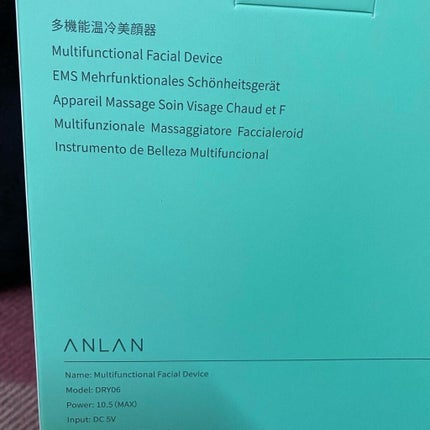 多機能温冷美顔器
Multifunctional Facial Device
EMS Mehrfunktionales Schönheitsgerät
Appareil Massage Soin Visage Chaud et F
Multifunzionale Massaggiatore Faccialeroid
Instrumento de Belleza Multifuncional
ANLAN
Name: Multifunctional Facial Device
Model: DRY06
Power: 10.5(MAX)
Input: DC 5V